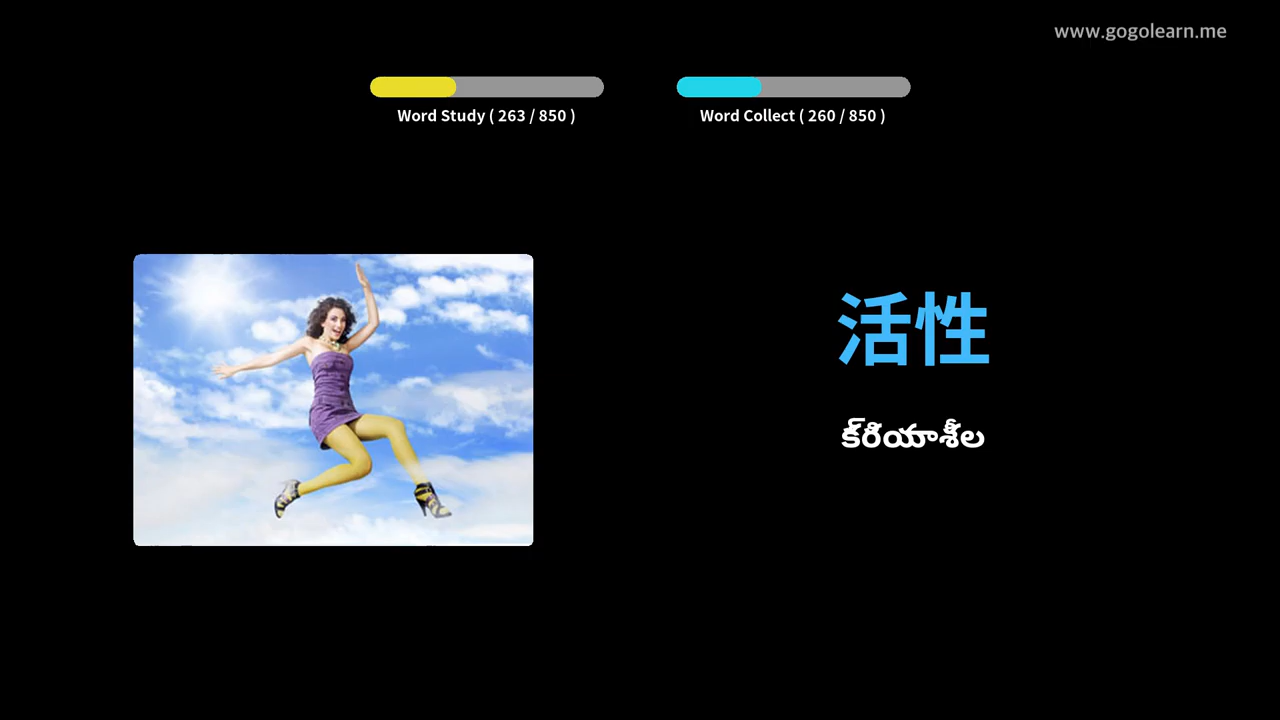 www.gogolearn.me
Word Study ( 263 / 850 )
Word Collect ( 260 / 850 )
活性
𑌕𑍍𑌰𑌿𑌯𑌾𑌶𑍀𑌲